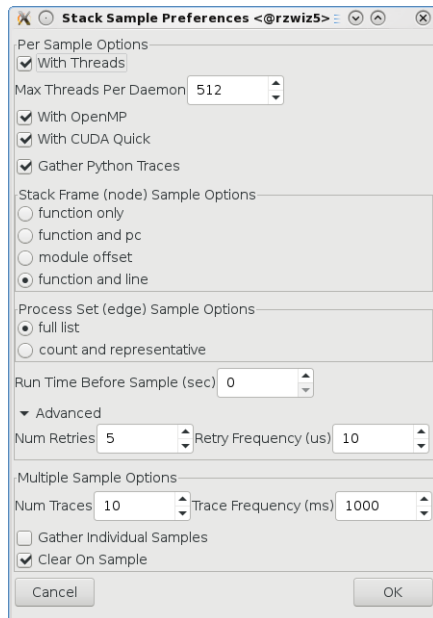 Stack Sample Preferences <@rzwiz5>
Per Sample Options
With Threads
Max Threads Per Daemon 512
With OpenMP
With CUDA Quick
Gather Python Traces
Stack Frame (node) Sample Options
function only
function and pc
module offset
function and line
Process Set (edge) Sample Options
full list
count and representative
Run Time Before Sample (sec) 0
Advanced
Num Retries 5 Retry Frequency (us) 10
Multiple Sample Options
Num Traces 10 Trace Frequency (ms) 1000
Gather Individual Samples
Clear On Sample
Cancel OK